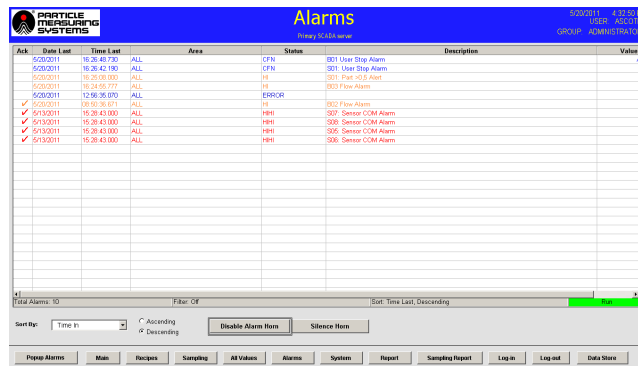 PARTICLE
MEASURING
SYSTEMS
Alarms
Primary SCADA server
5/20/2011 4:32:50
USER: ASCOT
GROUP: ADMINISTRATO
Ack Date Last Time Last Area Status Description Value
5/20/2011 16:26:48.730 ALL CFN B01 User Stop Alarm
5/20/2011 16:26:42.190 ALL CFN S01: User Stop Alarm
5/20/2011 16:25:08.000 ALL HI S01: Part >0.5 Alert
5/20/2011 16:24:55.777 ALL HI B03 Flow Alarm
5/20/2011 12:56:35.070 ALL ERROR
✓ 5/20/2011 08:50:36.671 ALL HI B02 Flow Alarm
✓ 5/13/2011 15:28:43.800 ALL HIHI S07: Sensor COM Alarm
✓ 5/13/2011 15:28:43.800 ALL HIHI S08: Sensor COM Alarm
✓ 5/13/2011 15:28:43.800 ALL HIHI S05: Sensor COM Alarm
✓ 5/13/2011 15:28:43.800 ALL HIHI S06: Sensor COM Alarm
Total Alarms: 10 Filter: Off Sort: Time Last, Descending Run
Sort By: Time In Ascending Descending Disable Alarm Horn Silence Horn
Popup Alarms Main Recipes Sampling All Values Alarms System Report Sampling Report Log-in Log-out Data Store